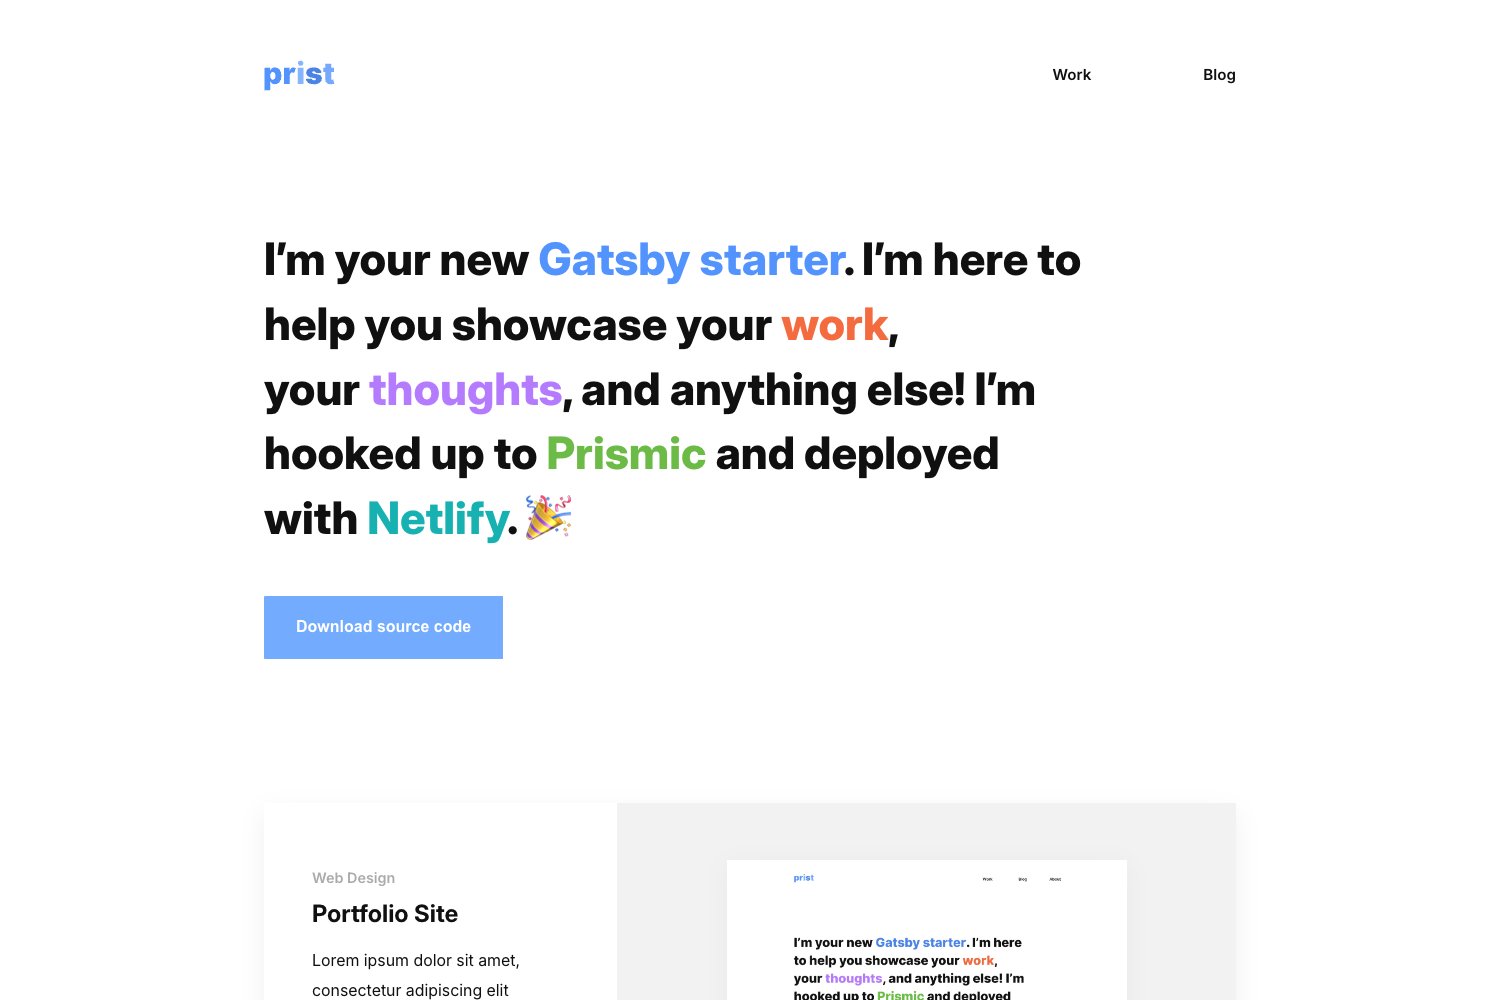 prist
Work
Blog
I’m your new Gatsby starter. I’m here to
help you showcase your work,
your thoughts, and anything else! I’m
hooked up to Prismic and deployed
with Netlify. 🎉
Download source code
Web Design
Portfolio Site
Lorem ipsum dolor sit amet,
consectetur adipiscing elit
prist
Work
Blog
About
I’m your new Gatsby starter. I’m here
to help you showcase your work,
your thoughts, and anything else! I’m
hooked up to Prismic and deployed